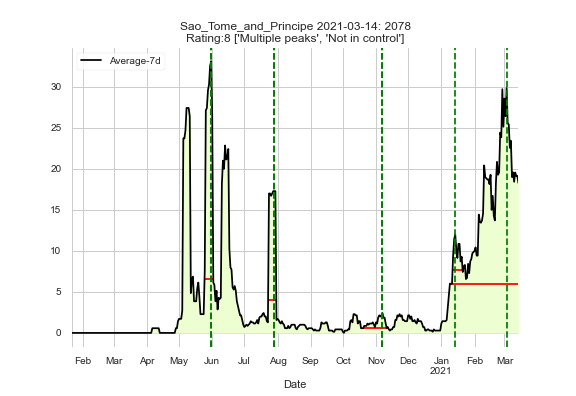 Sao_Tome_and_Principe 2021-03-14: 2078
Rating:8 ['Multiple peaks', 'Not in control']
Average-7d
30
25
20
15
10
5
0
Feb Mar Apr May Jun Jul Aug Sep Oct Nov Dec Jan Feb Mar
2021
Date